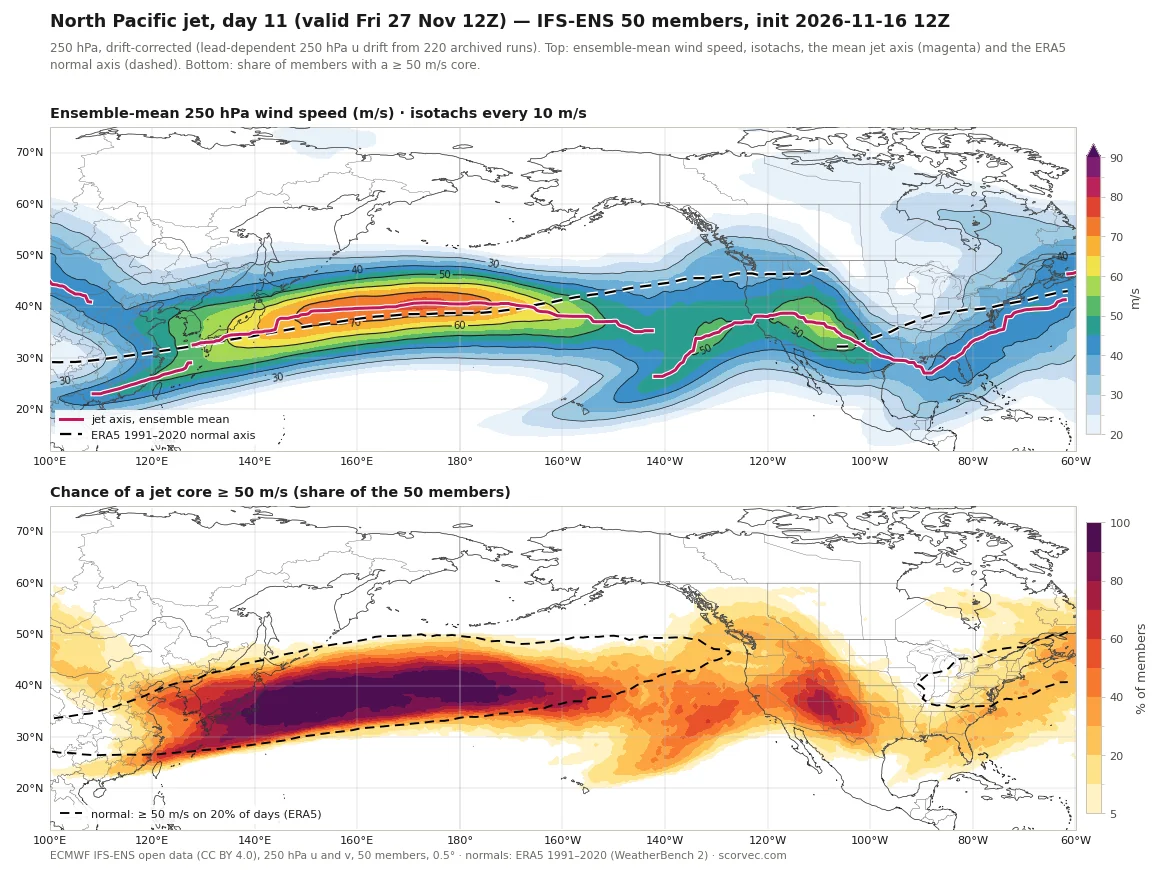 North Pacific jet, day 11 (valid Fri 27 Nov 12Z) — IFS-ENS 50 members, init 2026-11-16 12Z
250 hPa, drift-corrected (lead-dependent 250 hPa u drift from 220 archived runs). Top: ensemble-mean wind speed, isotachs, the mean jet axis (magenta) and the ERA5
normal axis (dashed). Bottom: share of members with a ≥ 50 m/s core.
Ensemble-mean 250 hPa wind speed (m/s) · isotachs every 10 m/s
70°N
60°N
50°N
40°N
30°N
20°N
40
50
30
60
70
50
30
30
50
50
40
jet axis, ensemble mean
ERA5 1991–2020 normal axis
100°E 120°E 140°E 160°E 180° 160°W 140°W 120°W 100°W 80°W 60°W
90
80
70
60
50
40
30
20
m/s
Chance of a jet core ≥ 50 m/s (share of the 50 members)
70°N
60°N
50°N
40°N
30°N
20°N
normal: ≥ 50 m/s on 20% of days (ERA5)
100°E 120°E 140°E 160°E 180° 160°W 140°W 120°W 100°W 80°W 60°W
100
80
60
40
20
5
% of members
ECMWF IFS-ENS open data (CC BY 4.0), 250 hPa u and v, 50 members, 0.5° · normals: ERA5 1991–2020 (WeatherBench 2) · scorvec.com